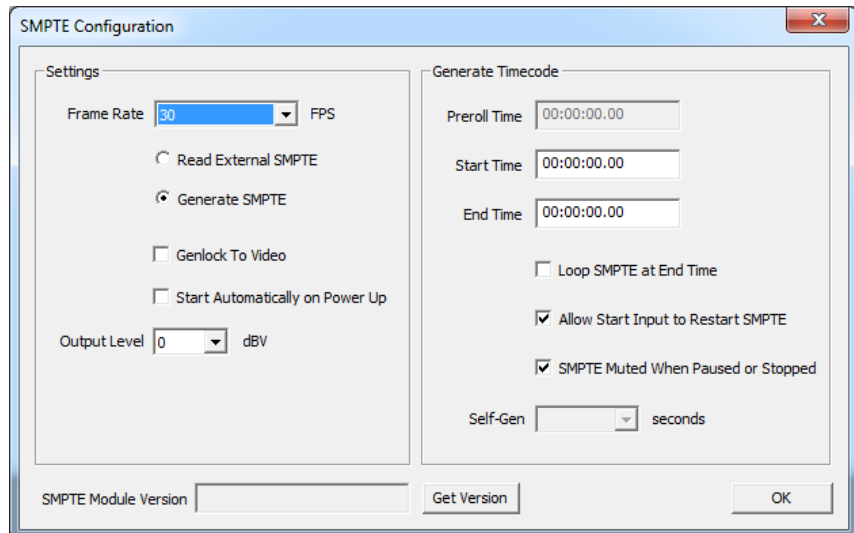 SMPTE Configuration
Settings
Frame Rate 30 FPS
Read External SMPTE
Generate SMPTE
Genlock To Video
Start Automatically on Power Up
Output Level 0 dBV
Generate Timecode
Preroll Time 00:00:00.00
Start Time 00:00:00.00
End Time 00:00:00.00
Loop SMPTE at End Time
Allow Start Input to Restart SMPTE
SMPTE Muted When Paused or Stopped
Self-Gen seconds
SMPTE Module Version Get Version OK